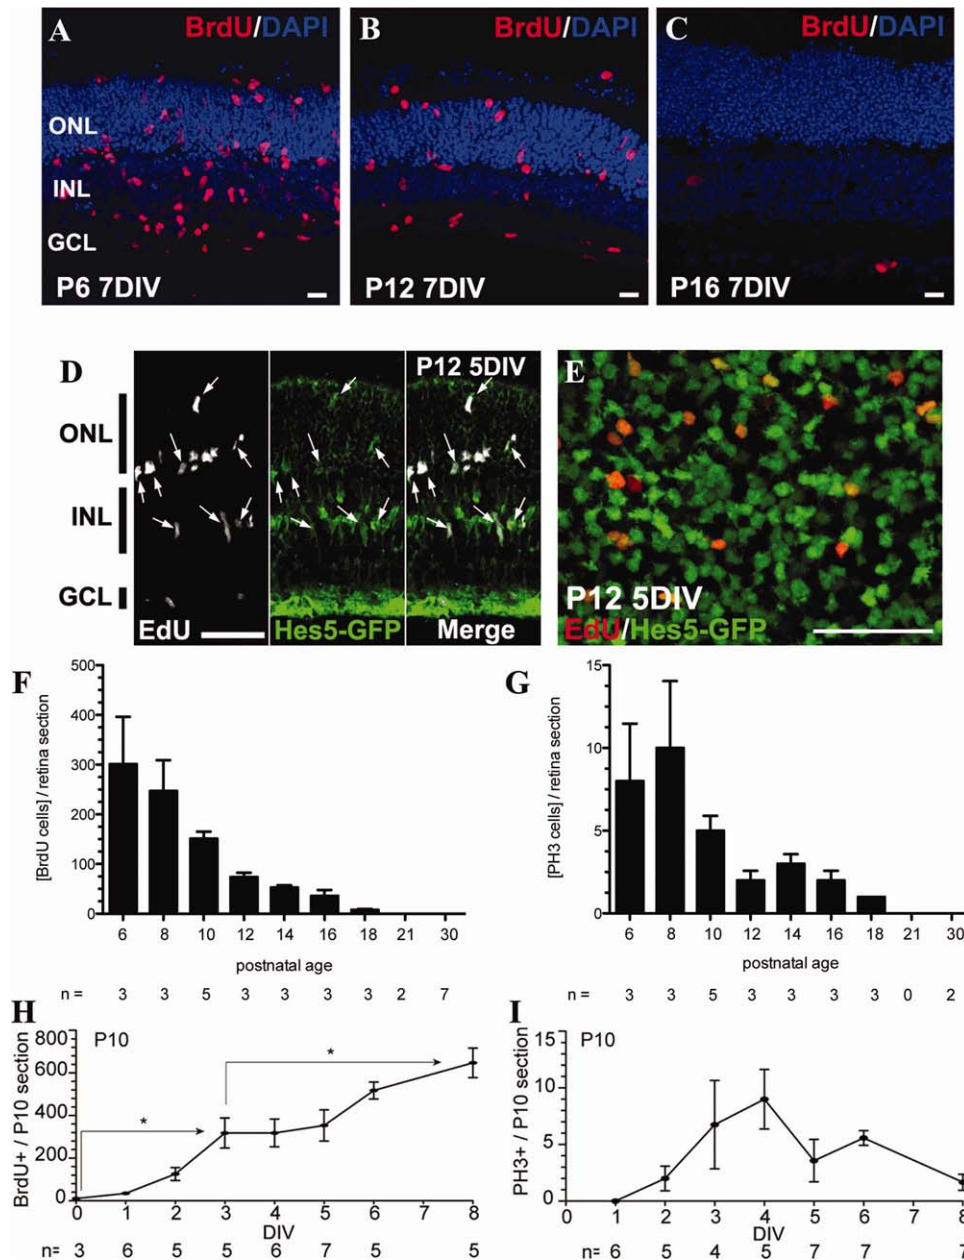 A BrdU/DAPI
ONL
INL
GCL
P6 7DIV
B BrdU/DAPI
P12 7DIV
C BrdU/DAPI
P16 7DIV
D
ONL
INL
GCL
EdU
Hes5-GFP
P12 5DIV
Merge
E
P12 5DIV
EdU/Hes5-GFP
F
[BrdU cells] / retina section
500
400
300
200
100
0
6 8 10 12 14 16 18 21 30
postnatal age
n = 3 3 5 3 3 3 3 2 7
G
[PH3 cells] / retina section
15
10
5
0
6 8 10 12 14 16 18 21 30
postnatal age
n = 3 3 5 3 3 3 3 0 2
H
P10
BrdU+ / P10 section
800
600
400
200
0
* *
0 1 2 3 4 5 6 7 8
DIV
n= 3 6 5 5 6 7 5 5
I
P10
PH3+ / P10 section
15
10
5
0
0 1 2 3 4 5 6 7 8
DIV
n= 6 5 4 5 7 7 7